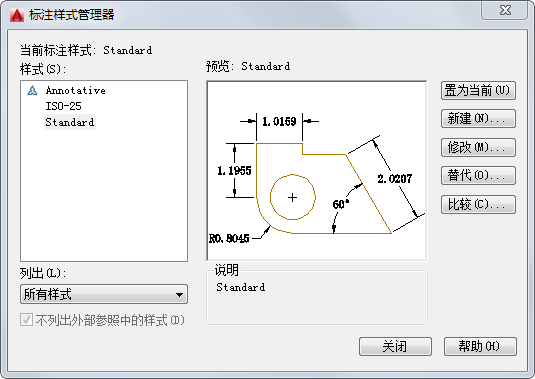 标注样式管理器
当前标注样式: Standard
样式(S):
Annotative
ISO-25
Standard
预览: Standard
1.0159
1.1955
2.0207
60°
R0.8045
置为当前(U)
新建(N)...
修改(M)...
替代(O)...
比较(C)...
列出(L):
所有样式
不列出外部参照中的样式(D)
说明
Standard
关闭
帮助(H)